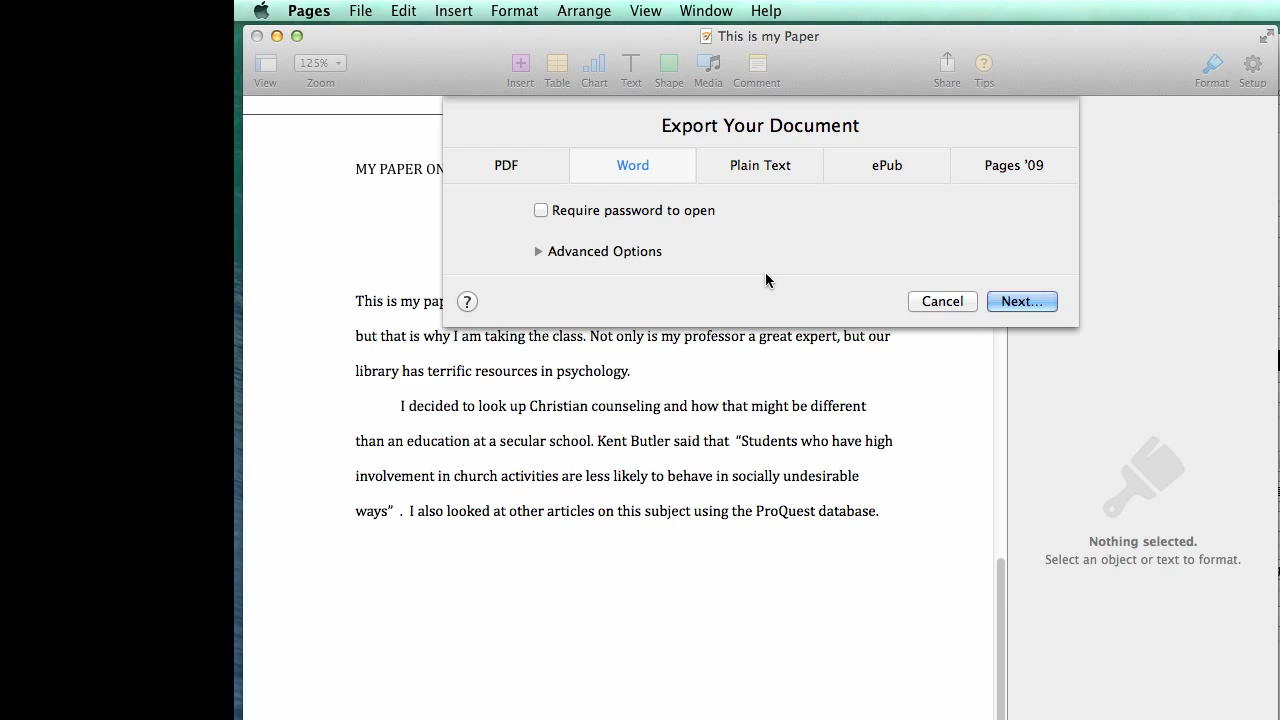 Pages File Edit Insert Format Arrange View Window Help
This is my Paper
125%
View Zoom Insert Table Chart Text Shape Media Comment Share Tips Format Setup
Export Your Document
PDF Word Plain Text ePub Pages '09
MY PAPER ON
Require password to open
Advanced Options
? Cancel Next...
This is my pap
but that is why I am taking the class. Not only is my professor a great expert, but our
library has terrific resources in psychology.
I decided to look up Christian counseling and how that might be different
than an education at a secular school. Kent Butler said that “Students who have high
involvement in church activities are less likely to behave in socially undesirable
ways” . I also looked at other articles on this subject using the ProQuest database.
Nothing selected.
Select an object or text to format.